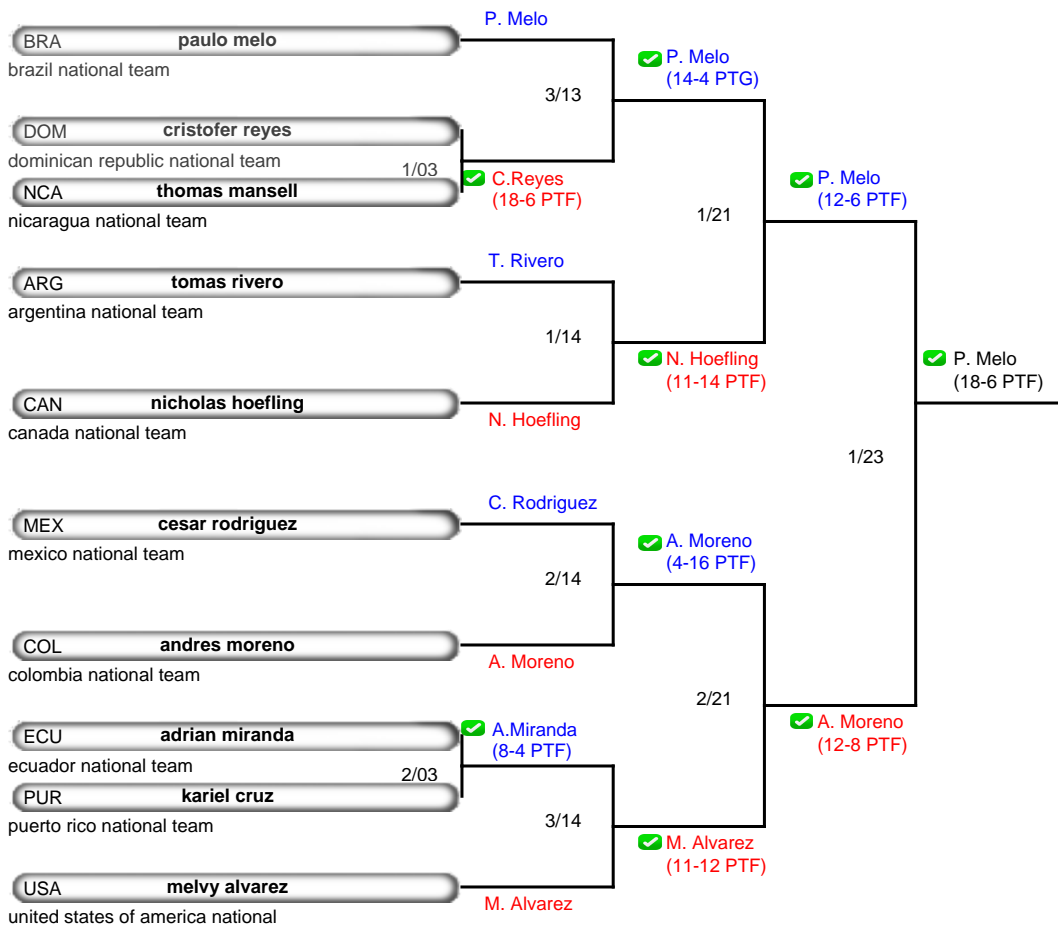 P. Melo
BRA paulo melo
brazil national team
P. Melo
(14-4 PTG)
3/13
DOM cristofer reyes
dominican republic national team
1/03
C.Reyes
(18-6 PTF)
NCA thomas mansell
nicaragua national team
P. Melo
(12-6 PTF)
1/21
T. Rivero
ARG tomas rivero
argentina national team
1/14
N. Hoefling
(11-14 PTF)
P. Melo
(18-6 PTF)
CAN nicholas hoefling
canada national team
N. Hoefling
1/23
C. Rodriguez
MEX cesar rodriguez
mexico national team
A. Moreno
(4-16 PTF)
2/14
COL andres moreno
colombia national team
A. Moreno
2/21
A. Moreno
(12-8 PTF)
ECU adrian miranda
ecuador national team
A.Miranda
(8-4 PTF)
2/03
PUR kariel cruz
puerto rico national team
3/14
M. Alvarez
(11-12 PTF)
USA melvy alvarez
united states of america national
M. Alvarez